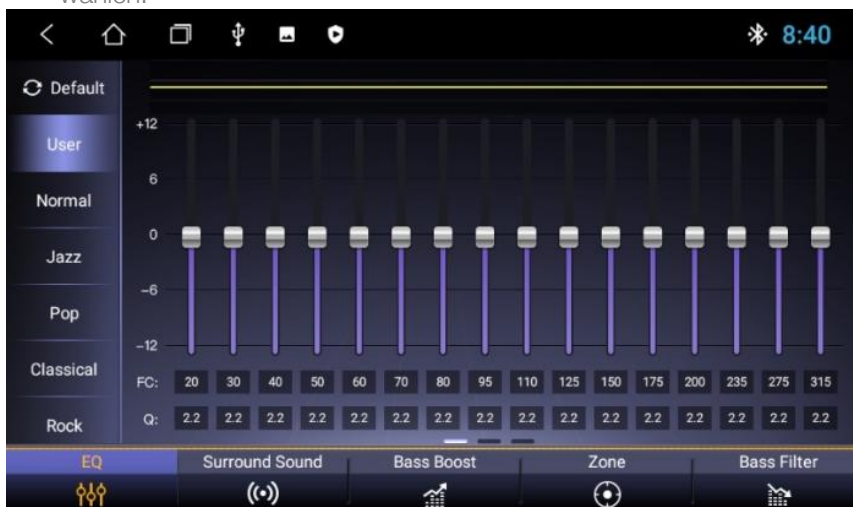 8:40
Default
User
Normal
Jazz
Pop
Classical
Rock
+12
6
0
−6
−12
FC: 20 30 40 50 60 70 80 95 110 125 150 175 200 235 275 315
Q: 2.2 2.2 2.2 2.2 2.2 2.2 2.2 2.2 2.2 2.2 2.2 2.2 2.2 2.2 2.2 2.2
EQ Surround Sound Bass Boost Zone Bass Filter